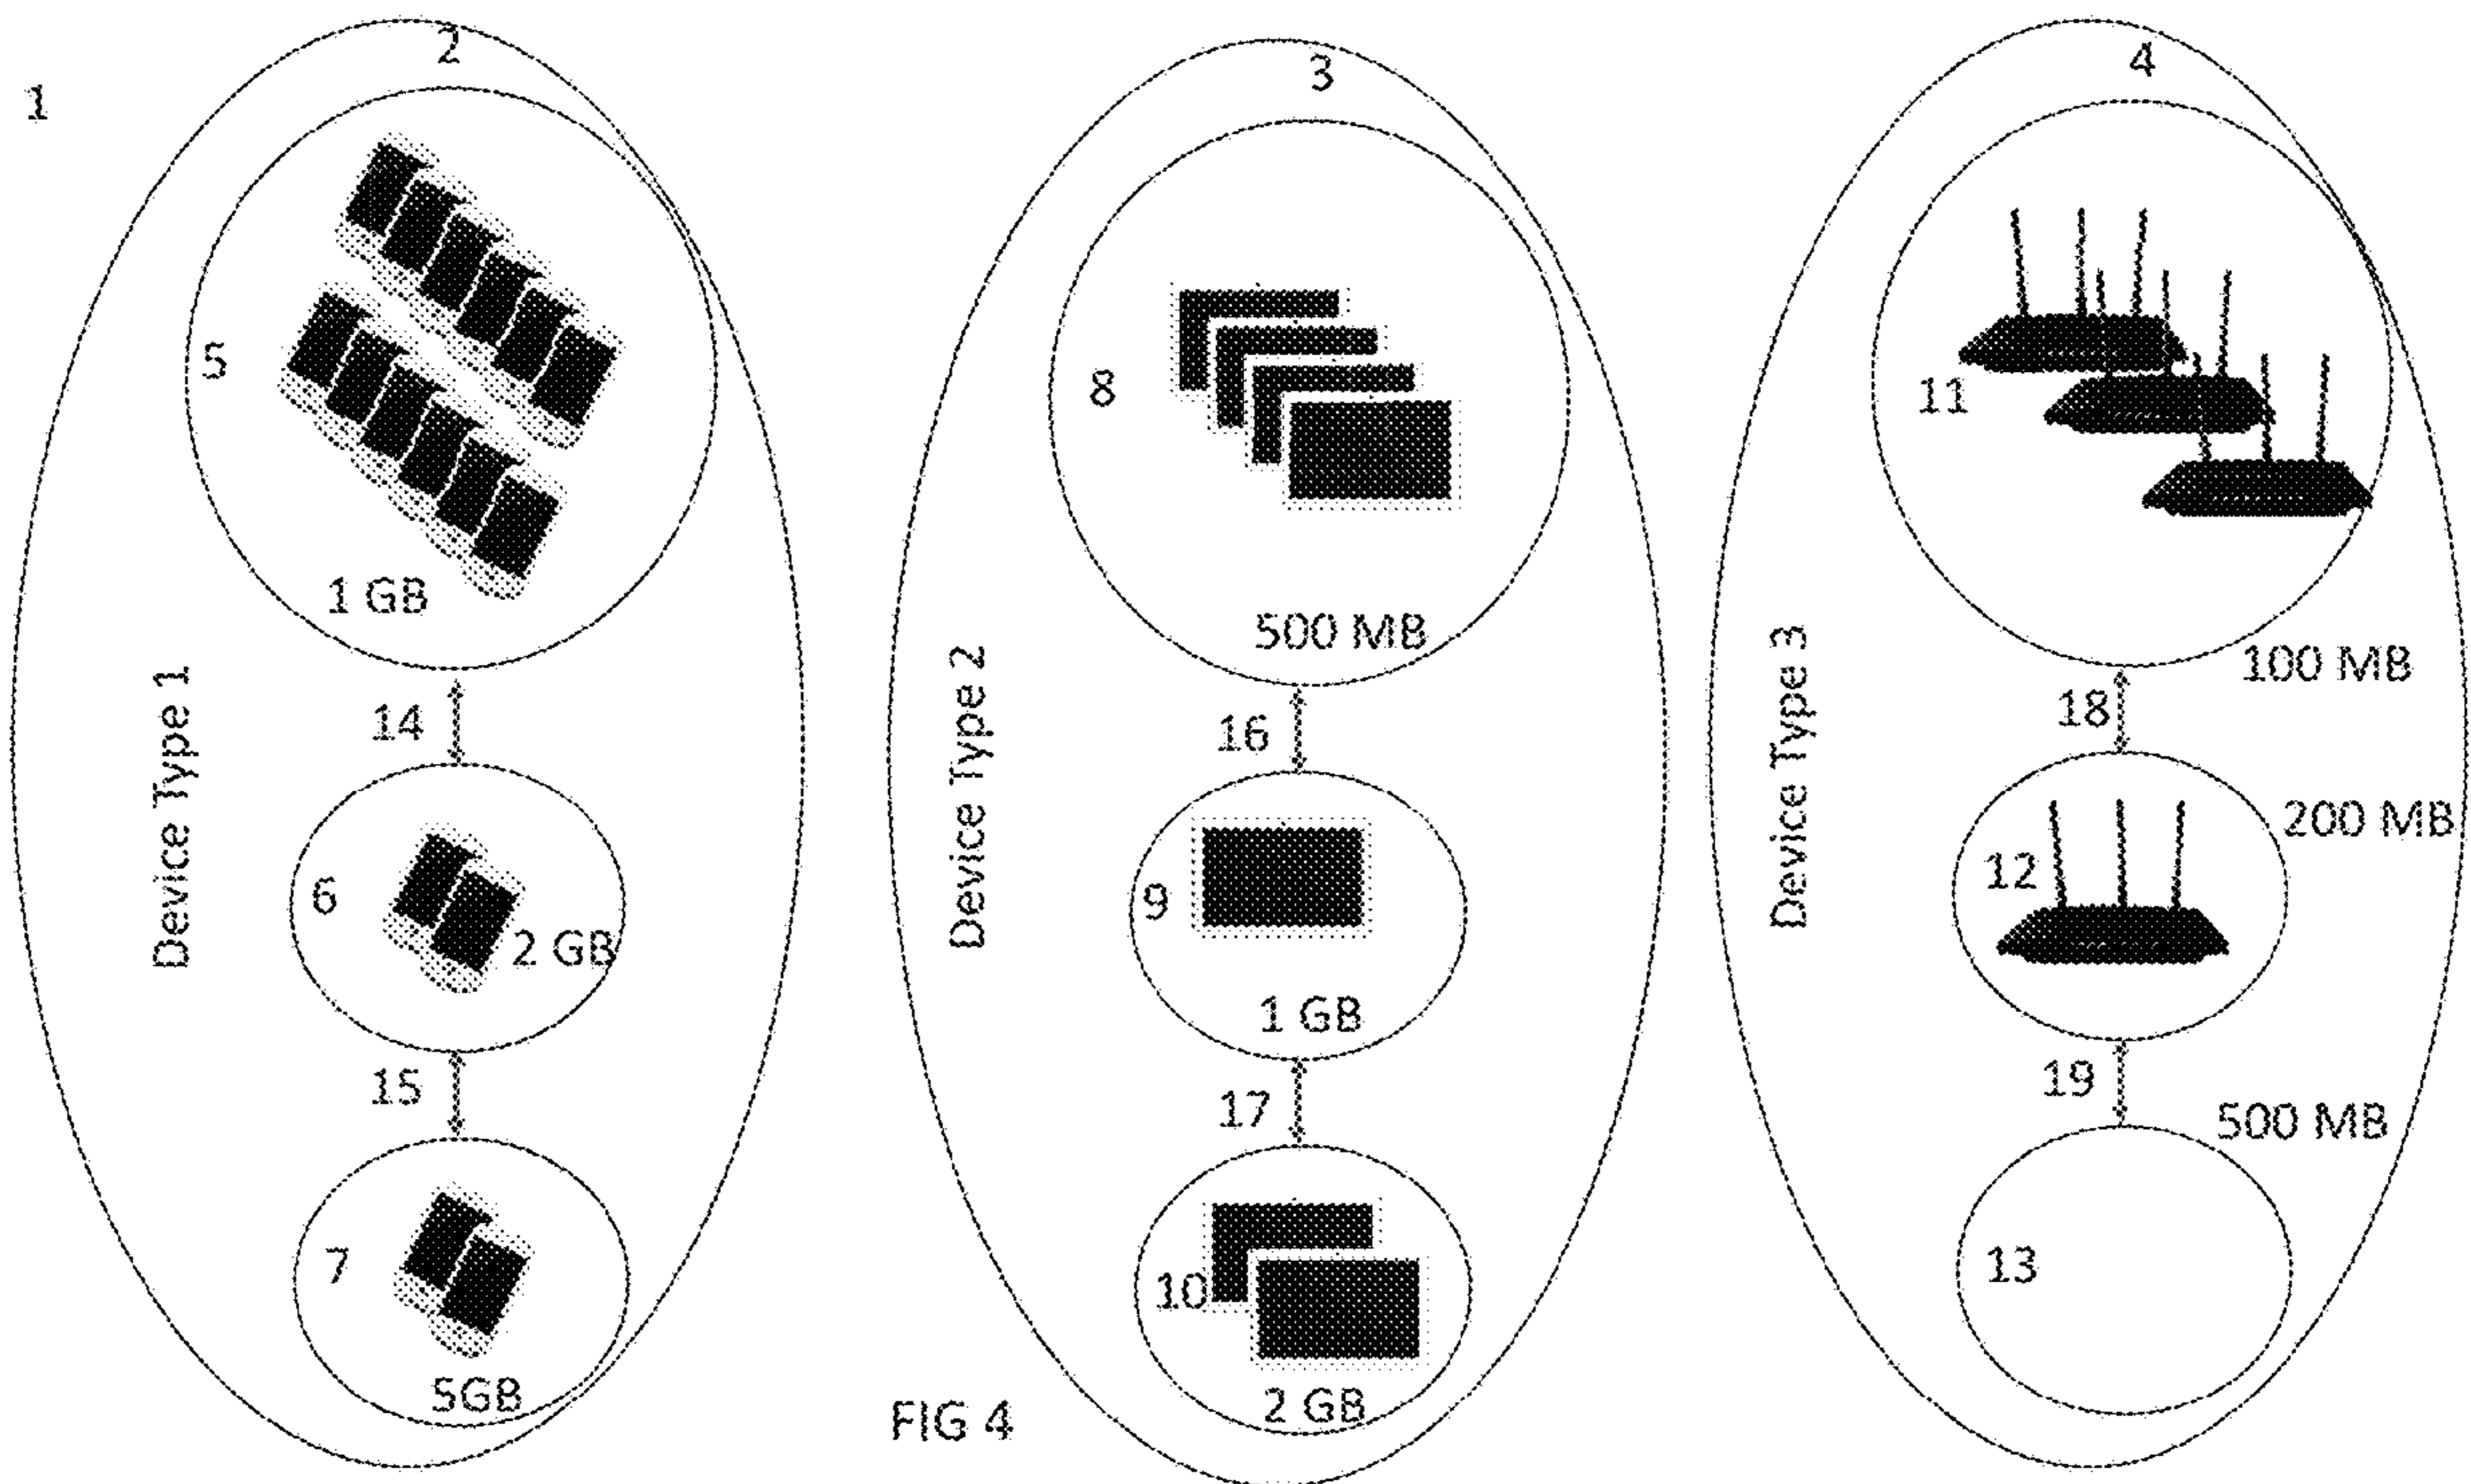 1
2
5
1 GB
Device Type 1
14
6
2 GB
15
7
5GB
3
8
500 MB
Device Type 2
16
9
1 GB
17
10
2 GB
4
11
100 MB
Device Type 3
18
200 MB
12
19
500 MB
13
FIG 4